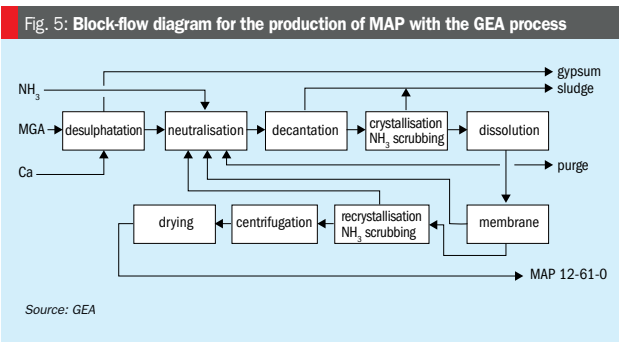 Fig. 5: Block-flow diagram for the production of MAP with the GEA process
gypsum
NH3
sludge
MGA
desulphatation
neutralisation
decantation
crystallisation
NH3 scrubbing
dissolution
purge
Ca
drying
centrifugation
recrystallisation
NH3 scrubbing
membrane
MAP 12-61-0
Source: GEA